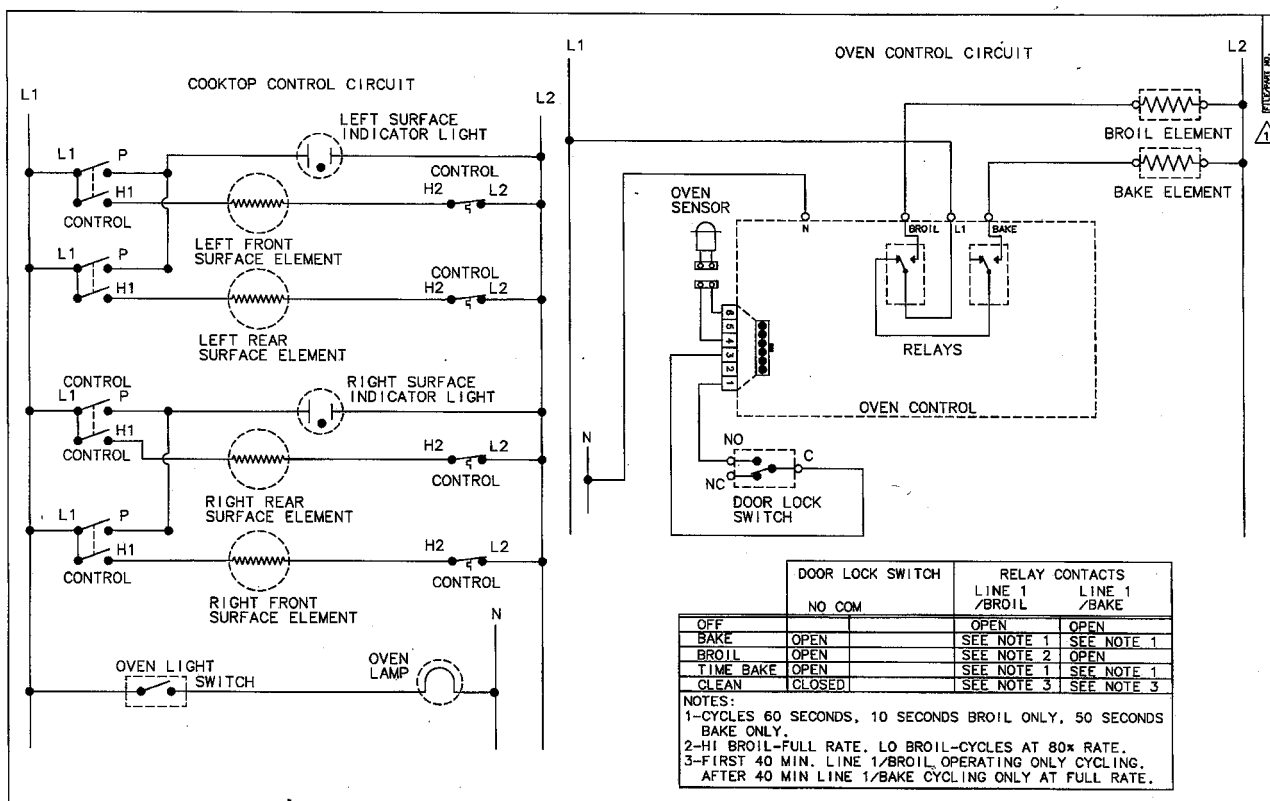 COOKTOP CONTROL CIRCUIT
L1
L2
LEFT SURFACE
INDICATOR LIGHT
L1
P
H1
CONTROL
CONTROL
H2
L2
LEFT FRONT
SURFACE ELEMENT
L1
P
H1
CONTROL
H2
L2
LEFT REAR
SURFACE ELEMENT
CONTROL
L1
P
H1
CONTROL
RIGHT SURFACE
INDICATOR LIGHT
H2
L2
CONTROL
RIGHT REAR
SURFACE ELEMENT
L1
P
H1
CONTROL
H2
L2
CONTROL
RIGHT FRONT
SURFACE ELEMENT
N
OVEN LIGHT
SWITCH
OVEN
LAMP
L1
OVEN CONTROL CIRCUIT
L2
BROIL ELEMENT
BAKE ELEMENT
OVEN
SENSOR
N
BROIL
L1
BAKE
RELAYS
6
5
4
3
2
1
OVEN CONTROL
N
NO
C
NC
DOOR LOCK
SWITCH
1
DOOR LOCK SWITCH RELAY CONTACTS
NO COM LINE 1 /BROIL LINE 1 /BAKE
OFF OPEN OPEN
BAKE OPEN SEE NOTE 1 SEE NOTE 1
BROIL OPEN SEE NOTE 2 OPEN
TIME BAKE OPEN SEE NOTE 1 SEE NOTE 1
CLEAN CLOSED SEE NOTE 3 SEE NOTE 3
NOTES:
1-CYCLES 60 SECONDS, 10 SECONDS BROIL ONLY, 50 SECONDS
BAKE ONLY.
2-HI BROIL-FULL RATE. LO BROIL-CYCLES AT 80% RATE.
3-FIRST 40 MIN. LINE 1/BROIL OPERATING ONLY CYCLING.
AFTER 40 MIN LINE 1/BAKE CYCLING ONLY AT FULL RATE.